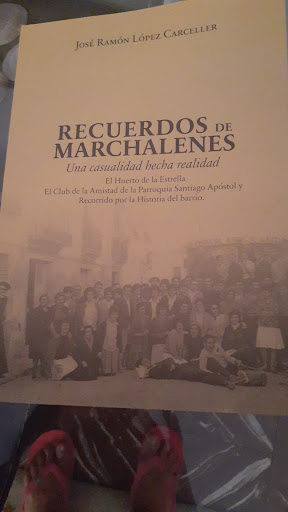 José Ramón López Carceller
RECUERDOS DE
MARCHALENES
Una casualidad hecha realidad
El Huerto de la Estrella
El Club de la Amistad de la Parroquia Santiago Apóstol y
Recorrido por la Historia del barrio.